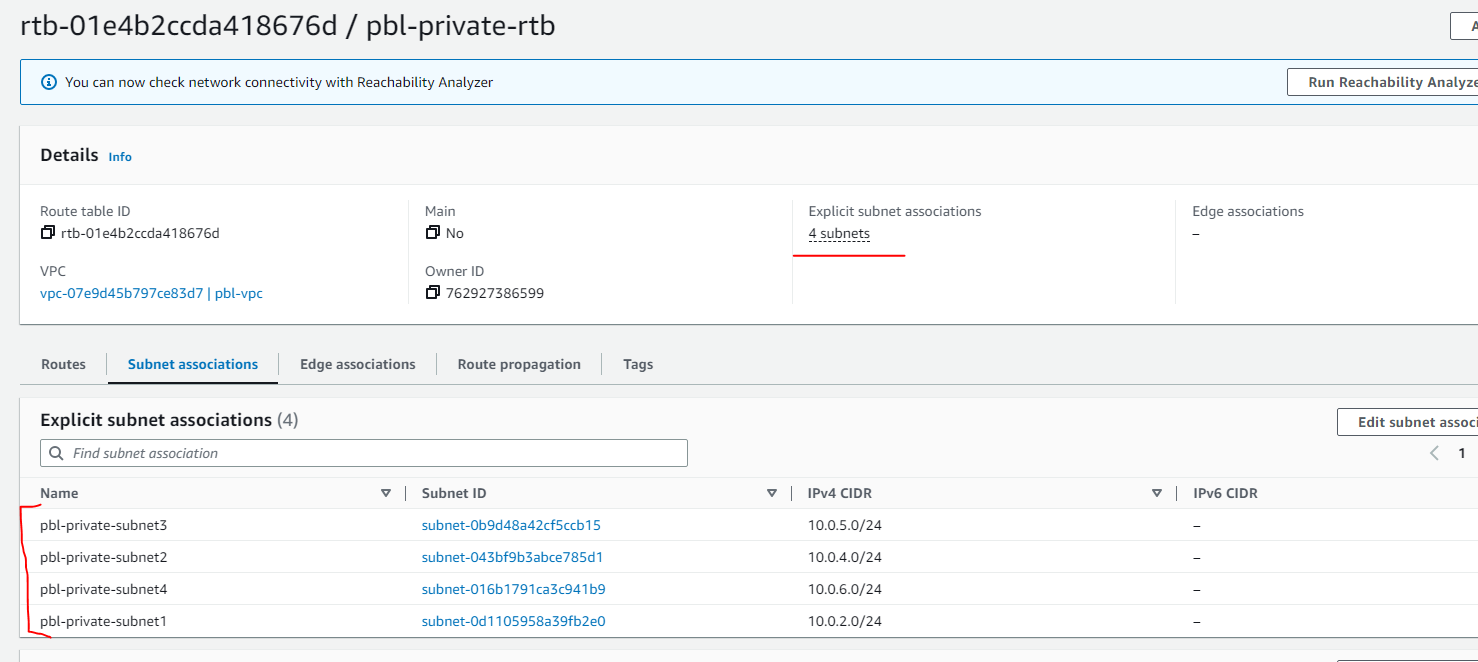 rtb-01e4b2ccda418676d / pbl-private-rtb
A
You can now check network connectivity with Reachability Analyzer
Run Reachability Analyze
Details Info
Route table ID
rtb-01e4b2ccda418676d
Main
No
Explicit subnet associations
4 subnets
Edge associations
–
VPC
vpc-07e9d45b797ce83d7 | pbl-vpc
Owner ID
762927386599
Routes Subnet associations Edge associations Route propagation Tags
Explicit subnet associations (4)
Edit subnet associ
Find subnet association
1
Name Subnet ID IPv4 CIDR IPv6 CIDR
pbl-private-subnet3 subnet-0b9d48a42cf5ccb15 10.0.5.0/24 –
pbl-private-subnet2 subnet-043bf9b3abce785d1 10.0.4.0/24 –
pbl-private-subnet4 subnet-016b1791ca3c941b9 10.0.6.0/24 –
pbl-private-subnet1 subnet-0d1105958a39fb2e0 10.0.2.0/24 –